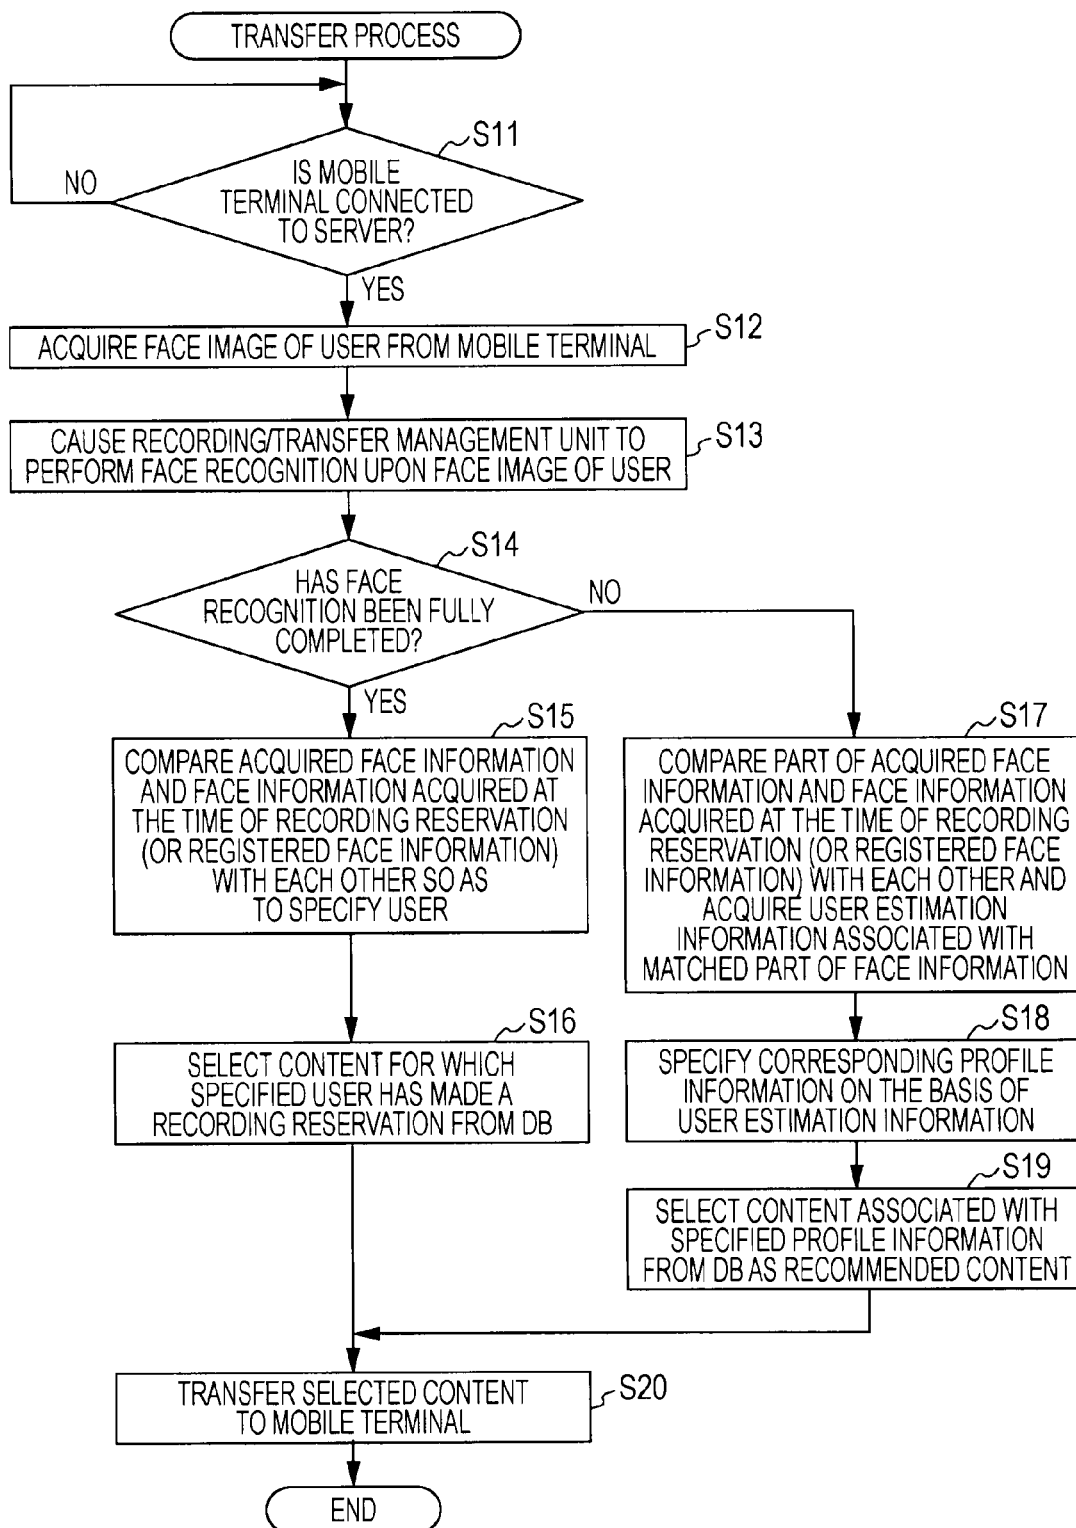 TRANSFER PROCESS
S11
IS MOBILE
TERMINAL CONNECTED
TO SERVER?
NO
YES
S12
ACQUIRE FACE IMAGE OF USER FROM MOBILE TERMINAL
S13
CAUSE RECORDING/TRANSFER MANAGEMENT UNIT TO
PERFORM FACE RECOGNITION UPON FACE IMAGE OF USER
S14
HAS FACE
RECOGNITION BEEN FULLY
COMPLETED?
NO
YES
S15
COMPARE ACQUIRED FACE INFORMATION
AND FACE INFORMATION ACQUIRED AT
THE TIME OF RECORDING RESERVATION
(OR REGISTERED FACE INFORMATION)
WITH EACH OTHER SO AS
TO SPECIFY USER
S16
SELECT CONTENT FOR WHICH
SPECIFIED USER HAS MADE A
RECORDING RESERVATION FROM DB
S17
COMPARE PART OF ACQUIRED FACE
INFORMATION AND FACE INFORMATION
ACQUIRED AT THE TIME OF RECORDING
RESERVATION (OR REGISTERED FACE
INFORMATION) WITH EACH OTHER AND
ACQUIRE USER ESTIMATION
INFORMATION ASSOCIATED WITH
MATCHED PART OF FACE INFORMATION
S18
SPECIFY CORRESPONDING PROFILE
INFORMATION ON THE BASIS OF
USER ESTIMATION INFORMATION
S19
SELECT CONTENT ASSOCIATED WITH
SPECIFIED PROFILE INFORMATION
FROM DB AS RECOMMENDED CONTENT
S20
TRANSFER SELECTED CONTENT
TO MOBILE TERMINAL
END